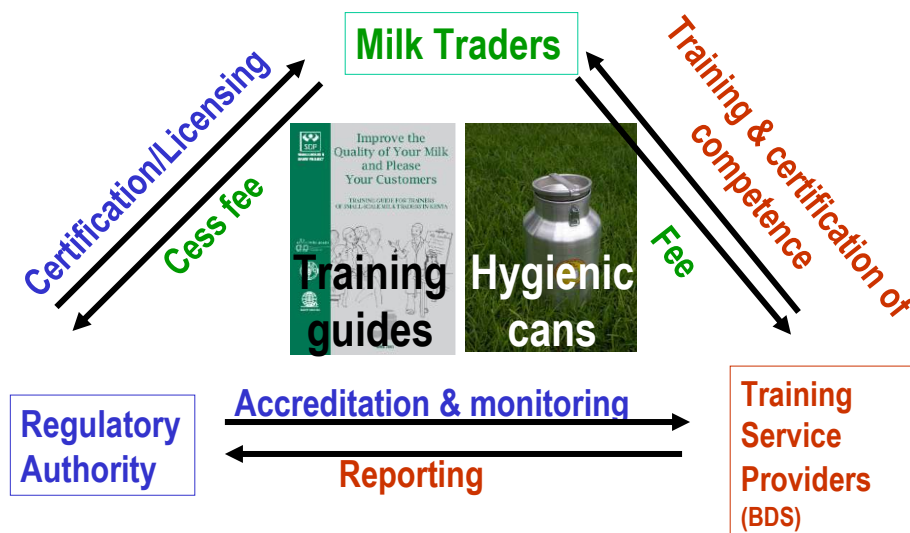 Milk Traders
Certification/Licensing
Cess fee
Training & certification of
competence
Fee
SDP
Improve the
Quality of Your Milk
and Please
Your Customers
TRAINING GUIDE FOR TRAINERS
OF SMALL-SCALE MILK TRADERS IN KENYA
Training
guides
Hygienic
cans
Regulatory
Authority
Accreditation & monitoring
Reporting
Training
Service
Providers
(BDS)